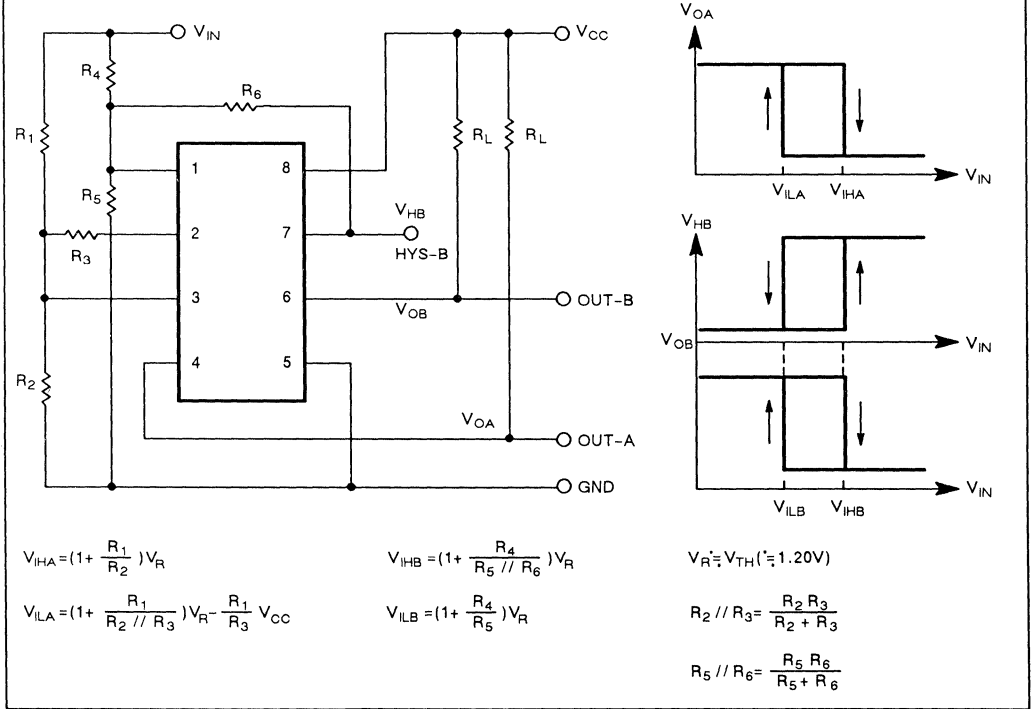 V_IN
V_CC
R_4
R_6
R_1
R_L
R_L
1
8
R_5
V_HB
2
7
HYS-B
R_3
3
6
OUT-B
V_OB
4
5
R_2
V_OA
OUT-A
GND
V_OA
V_ILA
V_IHA
V_IN
V_HB
V_OB
V_IN
V_ILB
V_IHB
V_IN
V_IHA=(1+ R_1/R_2 )V_R
V_ILA=(1+ R_1/(R_2 // R_3) )V_R- R_1/R_3 V_CC
V_IHB=(1+ R_4/(R_5 // R_6) )V_R
V_ILB=(1+ R_4/R_5 )V_R
V_R≒V_TH(≒1.20V)
R_2 // R_3= R_2 R_3/(R_2 + R_3)
R_5 // R_6= R_5 R_6/(R_5 + R_6)